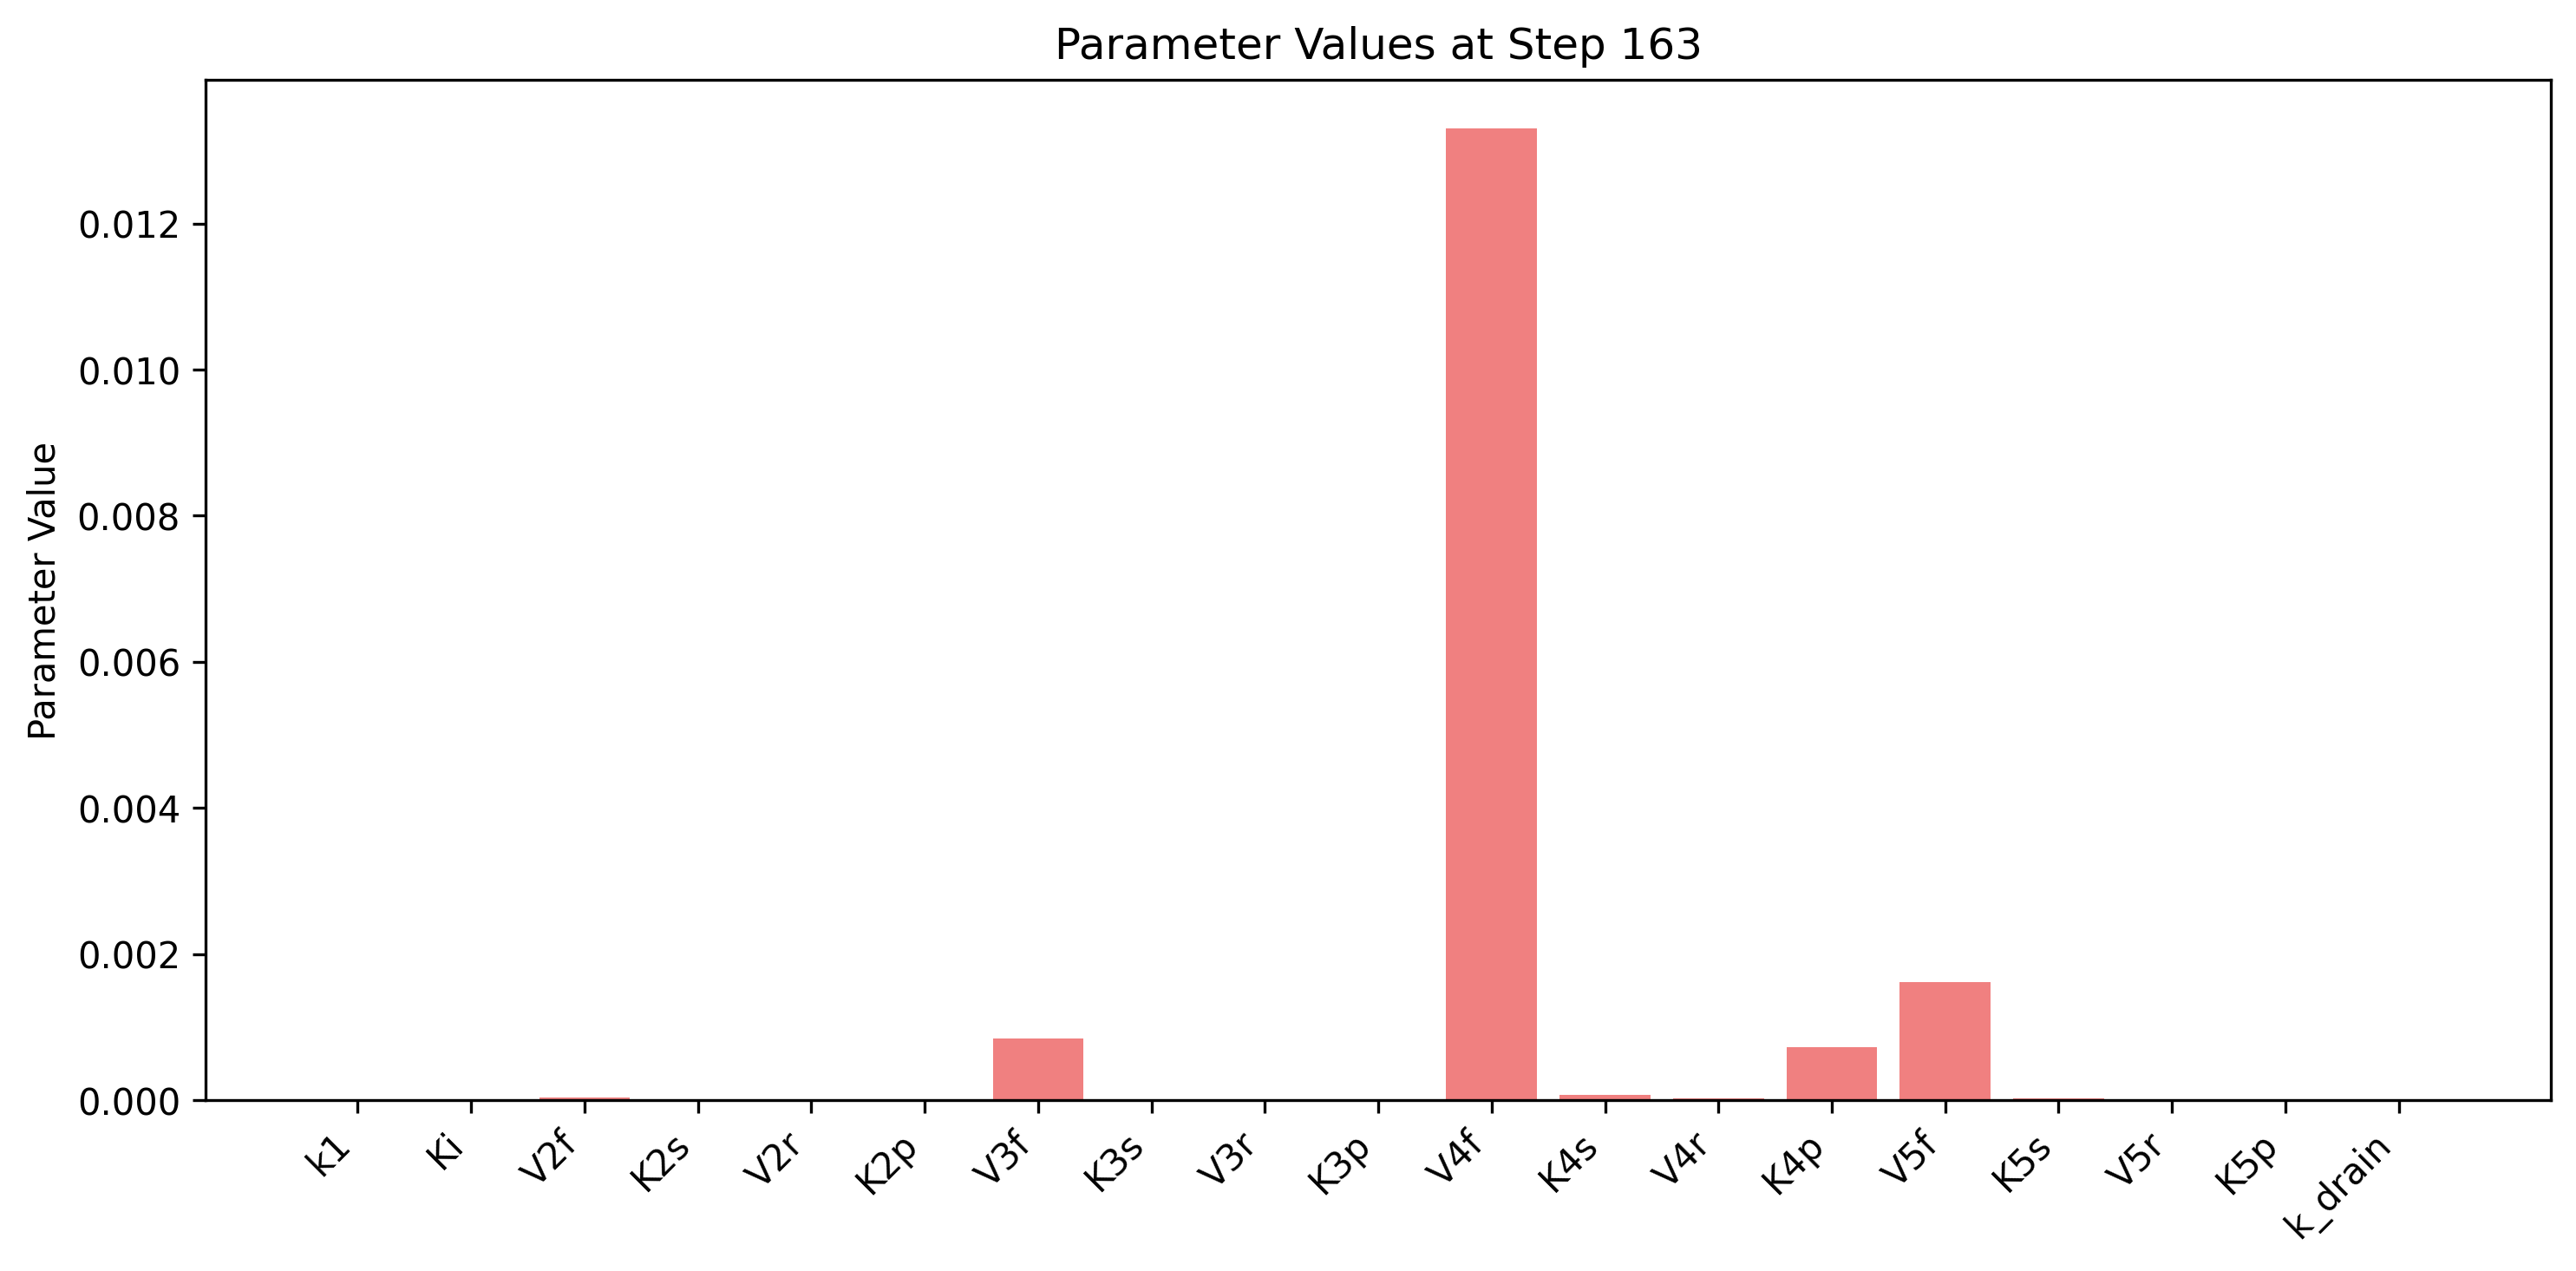 Parameter Values at Step 163
Parameter Value
0.012
0.010
0.008
0.006
0.004
0.002
0.000
k1
Ki
V2f
K2s
V2r
K2p
V3f
K3s
V3r
K3p
V4f
K4s
V4r
K4p
V5f
K5s
V5r
K5p
k_drain